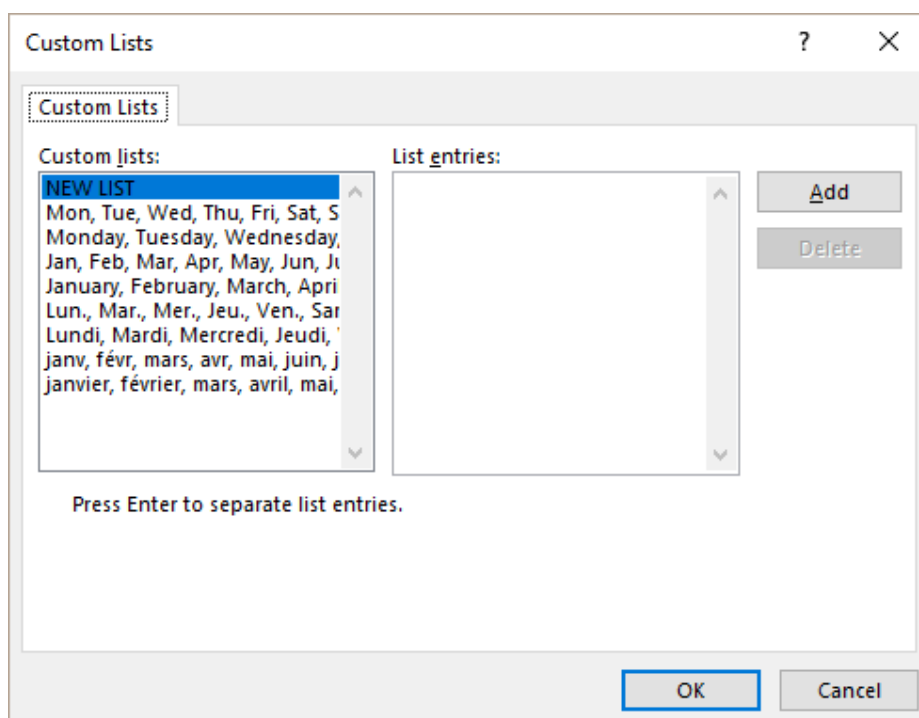 Custom Lists ?
Custom Lists
Custom lists:
NEW LIST
Mon, Tue, Wed, Thu, Fri, Sat, S
Monday, Tuesday, Wednesday,
Jan, Feb, Mar, Apr, May, Jun, Ju
January, February, March, Apri
Lun., Mar., Mer., Jeu., Ven., Sar
Lundi, Mardi, Mercredi, Jeudi,
janv, févr, mars, avr, mai, juin, j
janvier, février, mars, avril, mai,
List entries:
Add
Delete
Press Enter to separate list entries.
OK
Cancel